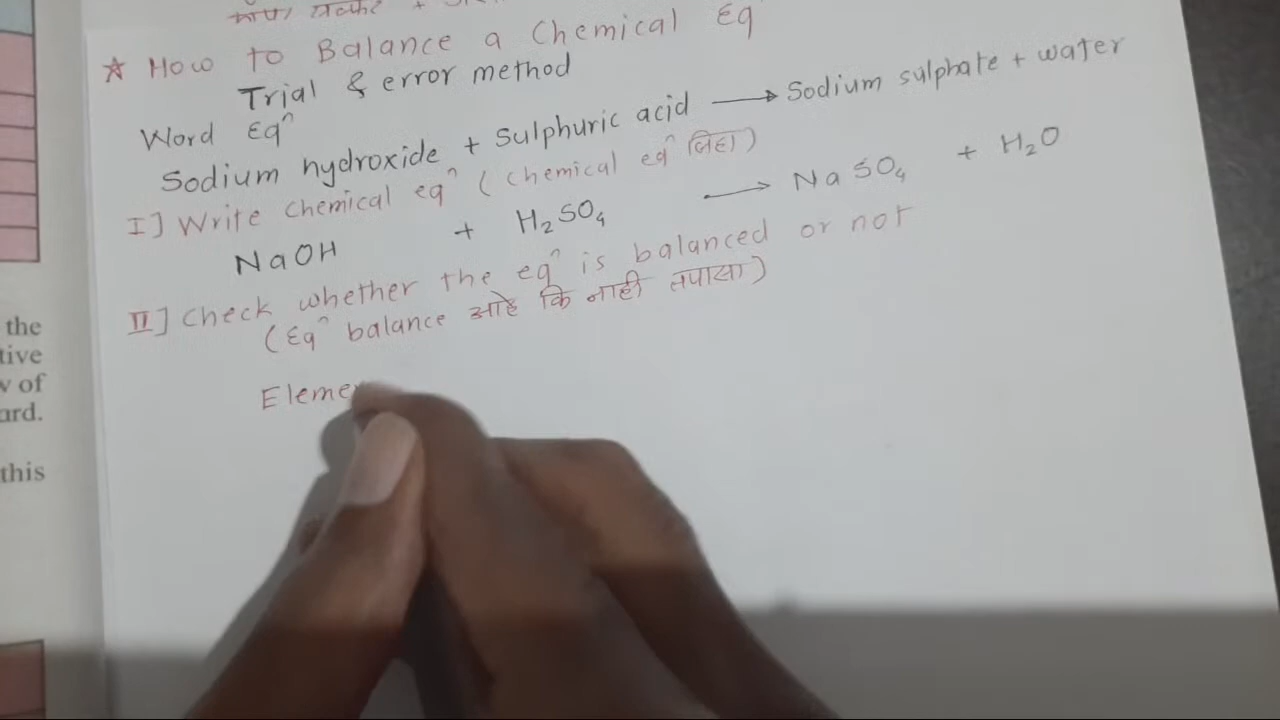 ★ How to Balance a Chemical Eq
Trial & error method
Word Eqⁿ
Sodium hydroxide + Sulphuric acid ⟶ Sodium sulphate + water
I] Write chemical eqⁿ (chemical eqⁿ लिहा)
NaOH + H₂SO₄ ⟶ NaSO₄ + H₂O
II] Check whether the eqⁿ is balanced or not
(Eqⁿ balance आहे कि नाही तपासा)
Eleme
the
tive
v of
ard.
this